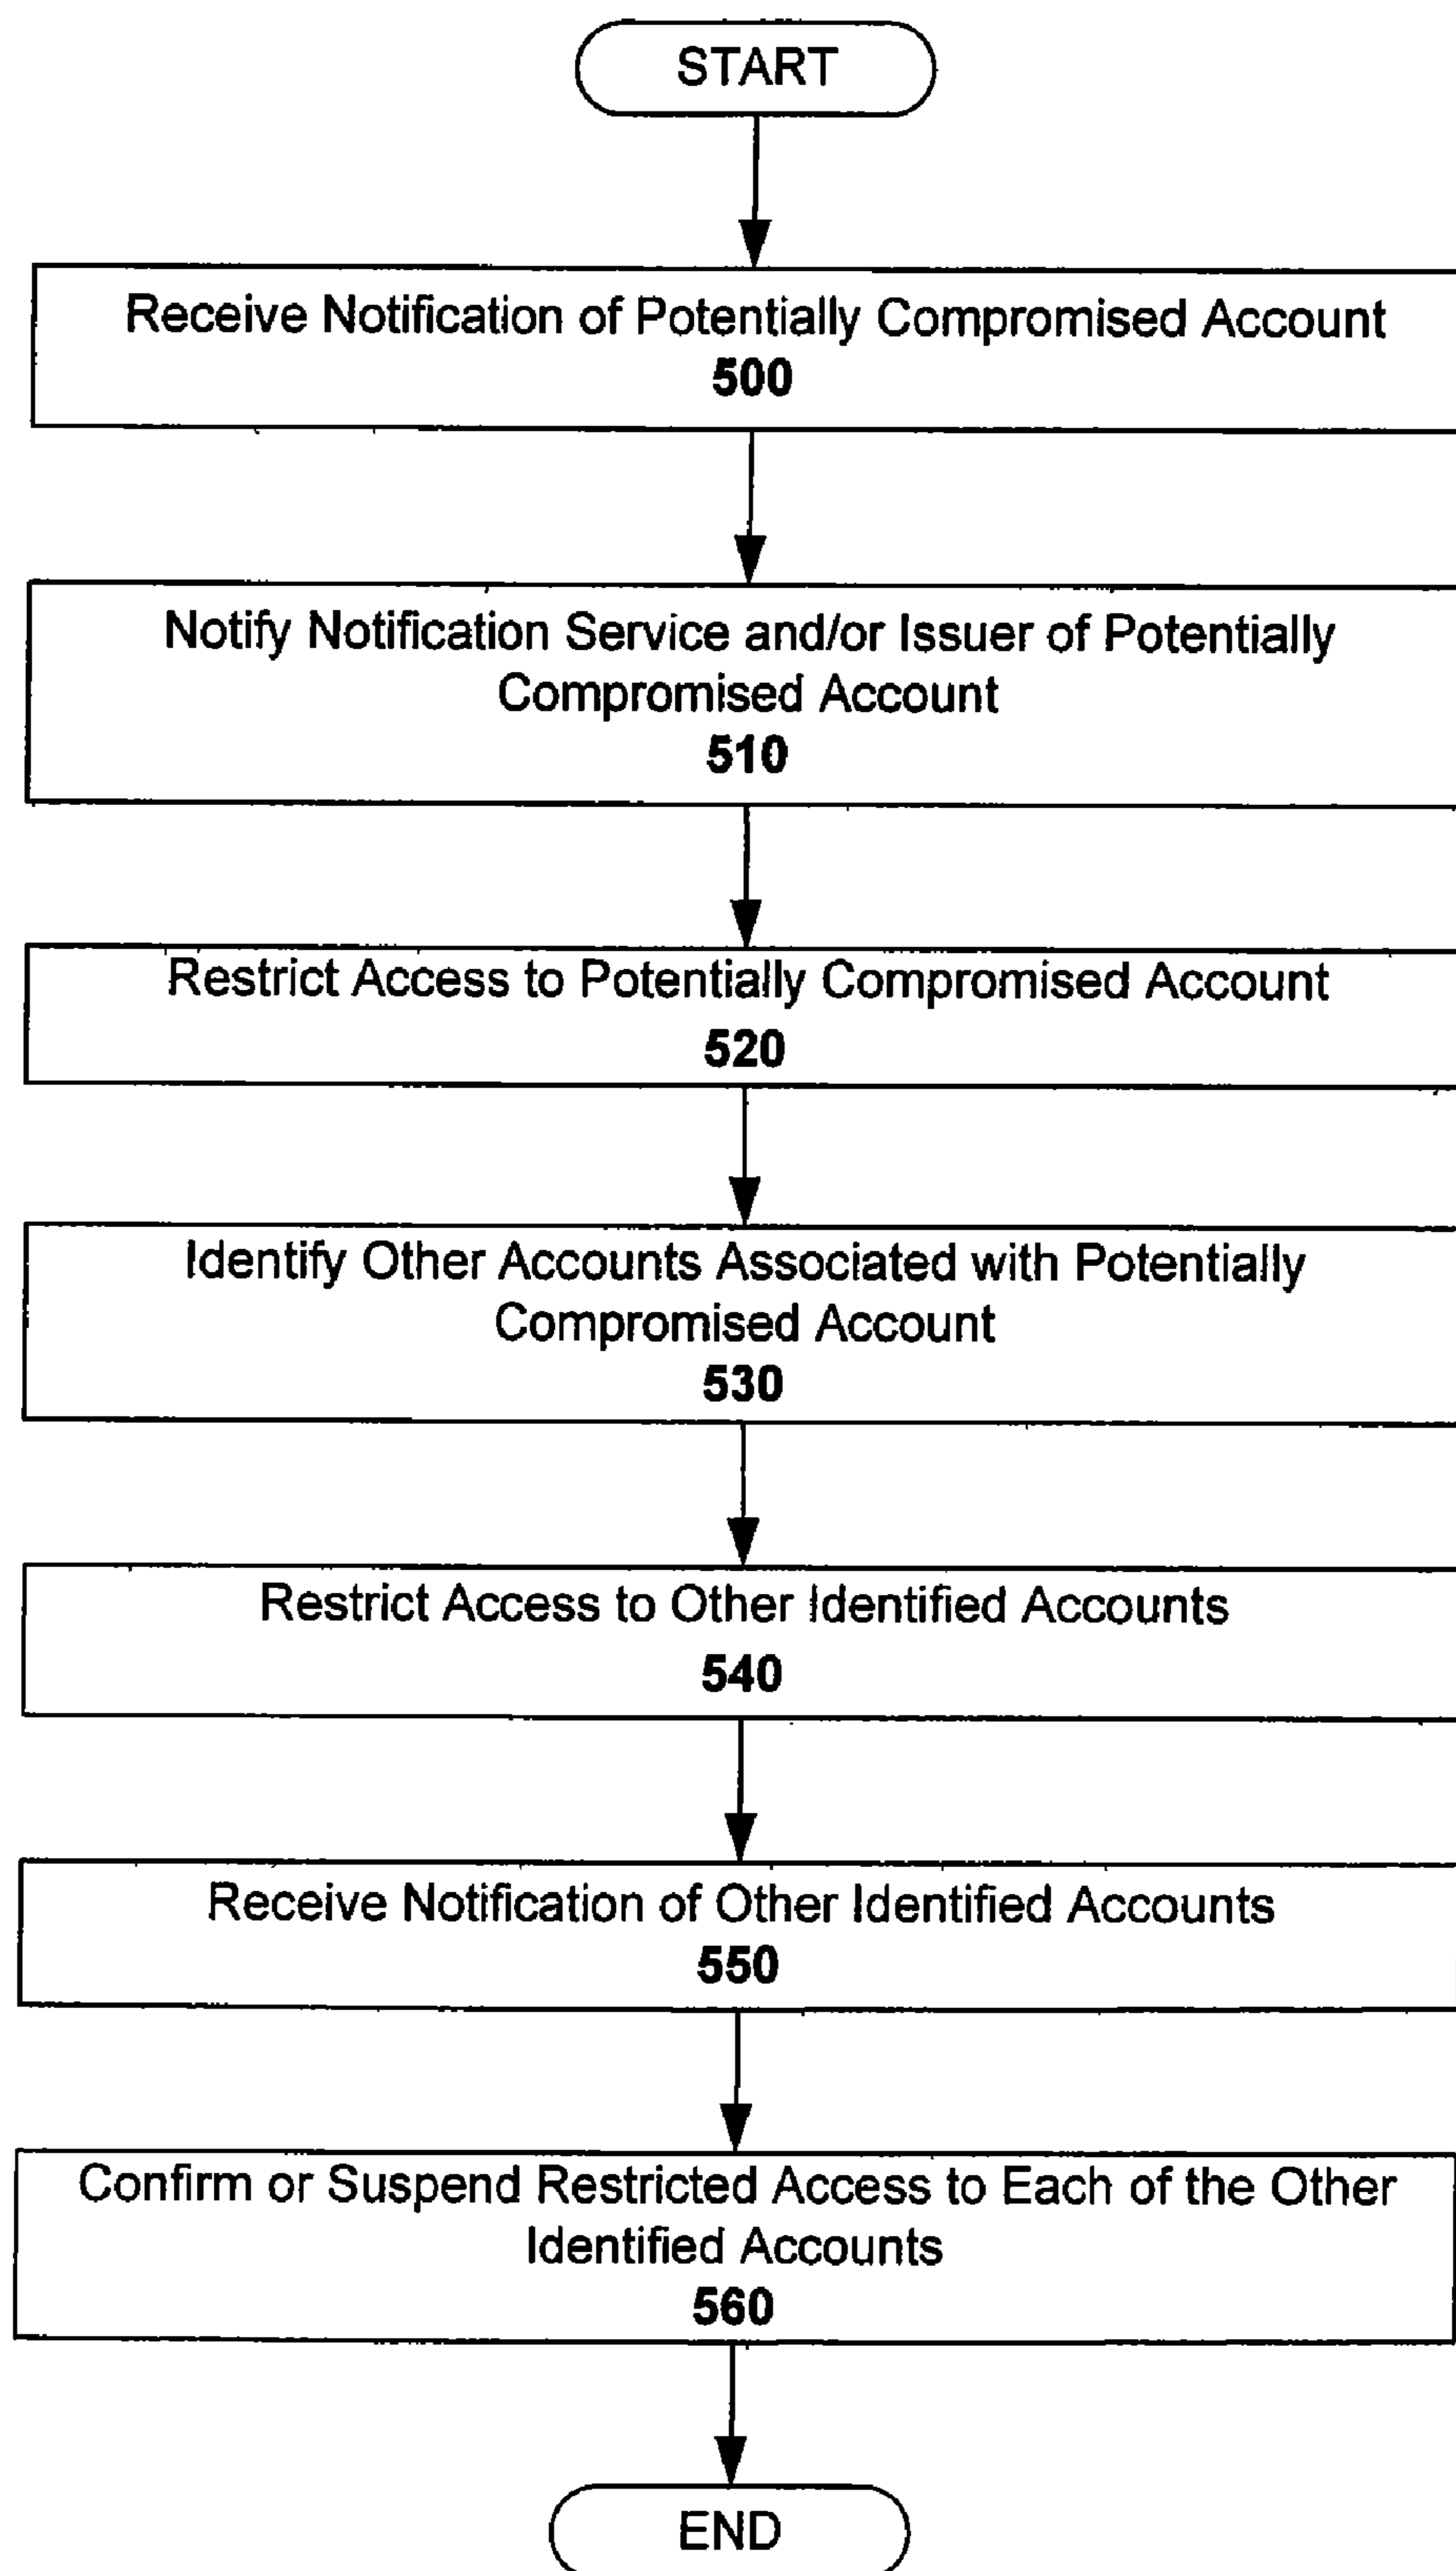 START
Receive Notification of Potentially Compromised Account
500
Notify Notification Service and/or Issuer of Potentially
Compromised Account
510
Restrict Access to Potentially Compromised Account
520
Identify Other Accounts Associated with Potentially
Compromised Account
530
Restrict Access to Other Identified Accounts
540
Receive Notification of Other Identified Accounts
550
Confirm or Suspend Restricted Access to Each of the Other
Identified Accounts
560
END